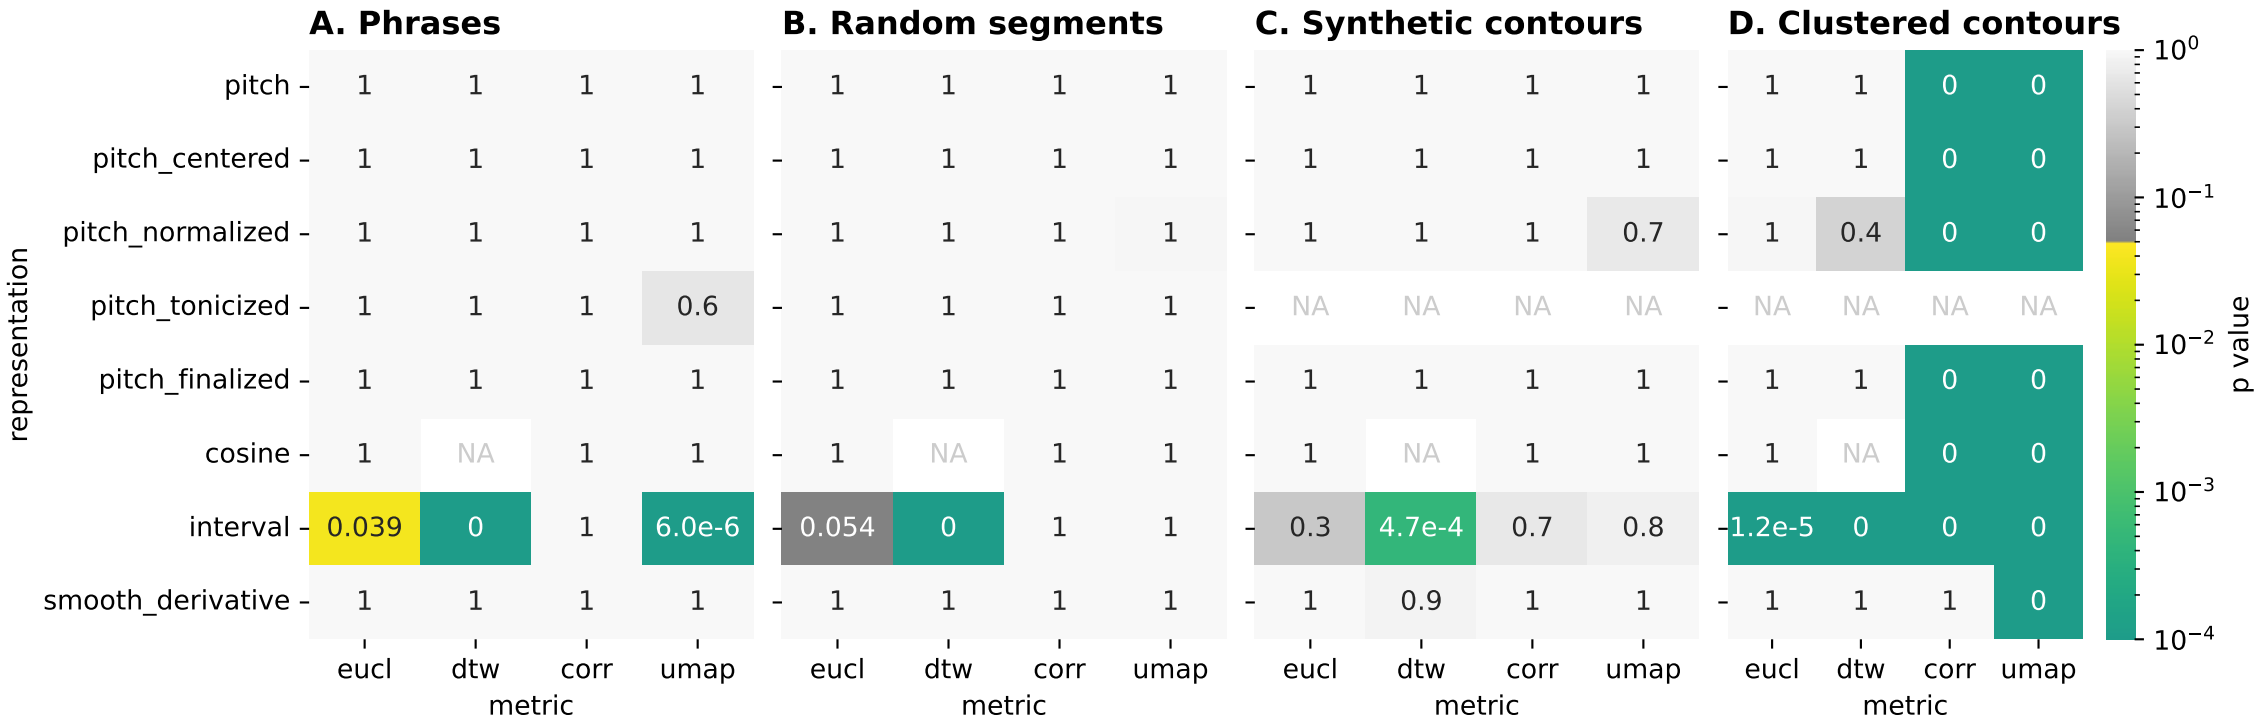 A. Phrases B. Random segments C. Synthetic contours D. Clustered contours
representation
pitch 1 1 1 1 1 1 1 1 1 1 1 1 1 1 0 0
pitch_centered 1 1 1 1 1 1 1 1 1 1 1 1 1 1 0 0
pitch_normalized 1 1 1 1 1 1 1 1 1 1 1 0.7 1 0.4 0 0
pitch_tonicized 1 1 1 0.6 1 1 1 1 NA NA NA NA NA NA NA NA
pitch_finalized 1 1 1 1 1 1 1 1 1 1 1 1 1 1 0 0
cosine 1 NA 1 1 1 NA 1 1 1 NA 1 1 1 NA 0 0
interval 0.039 0 1 6.0e-6 0.054 0 1 1 0.3 4.7e-4 0.7 0.8 1.2e-5 0 0 0
smooth_derivative 1 1 1 1 1 1 1 1 1 0.9 1 1 1 1 1 0
eucl dtw corr umap eucl dtw corr umap eucl dtw corr umap eucl dtw corr umap
metric metric metric metric
10⁰
10⁻¹
10⁻²
10⁻³
10⁻⁴
p value